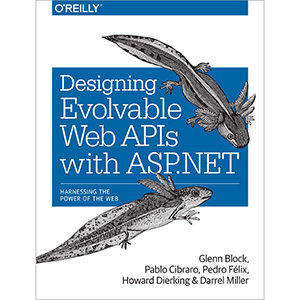 O'REILLY®
Designing
Evolvable
Web APIs
with ASP.NET
HARNESSING THE
POWER OF THE WEB
Glenn Block,
Pablo Cibraro, Pedro Félix,
Howard Dierking & Darrel Miller